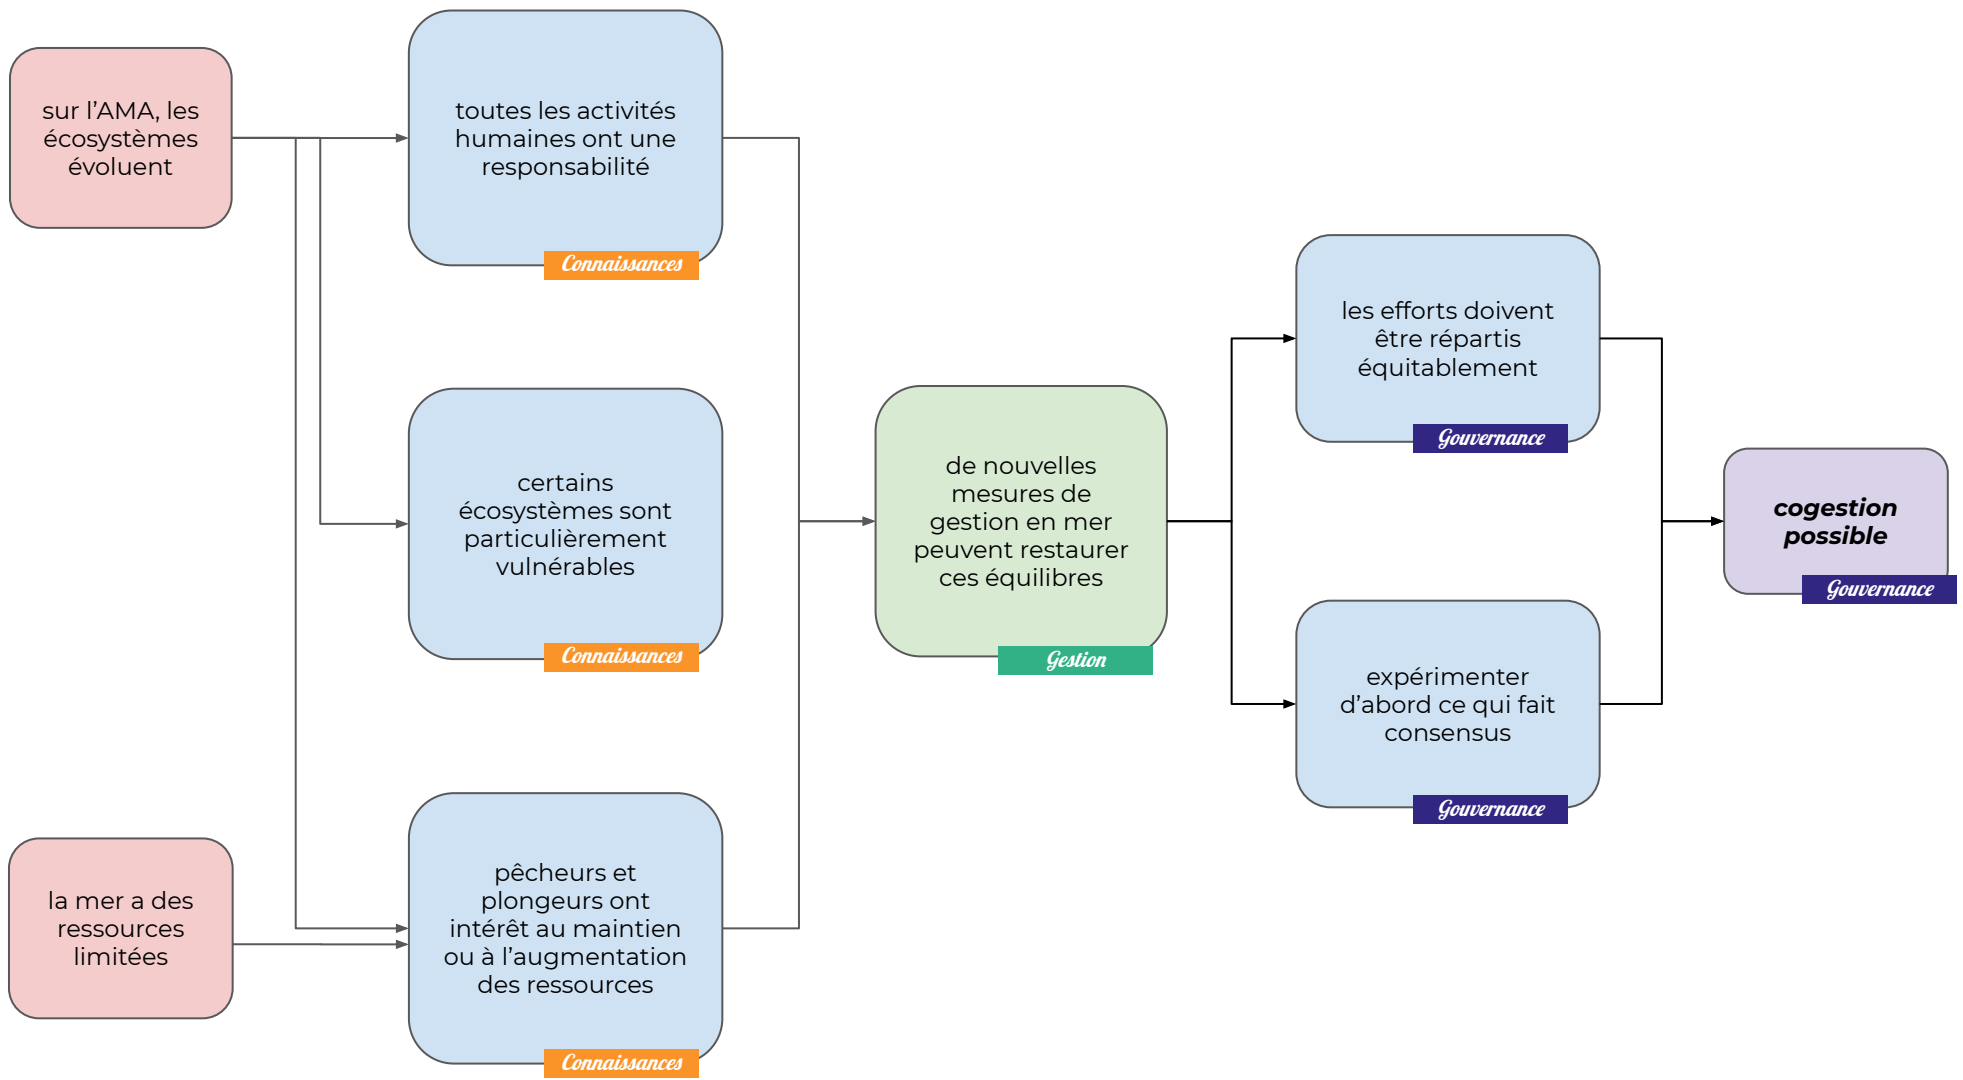 sur l’AMA, les
écosystèmes
évoluent
toutes les activités
humaines ont une
responsabilité
Connaissances
certains
écosystèmes sont
particulièrement
vulnérables
Connaissances
la mer a des
ressources
limitées
pêcheurs et
plongeurs ont
intérêt au maintien
ou à l’augmentation
des ressources
Connaissances
de nouvelles
mesures de
gestion en mer
peuvent restaurer
ces équilibres
Gestion
les efforts doivent
être répartis
équitablement
Gouvernance
expérimenter
d’abord ce qui fait
consensus
Gouvernance
cogestion
possible
Gouvernance